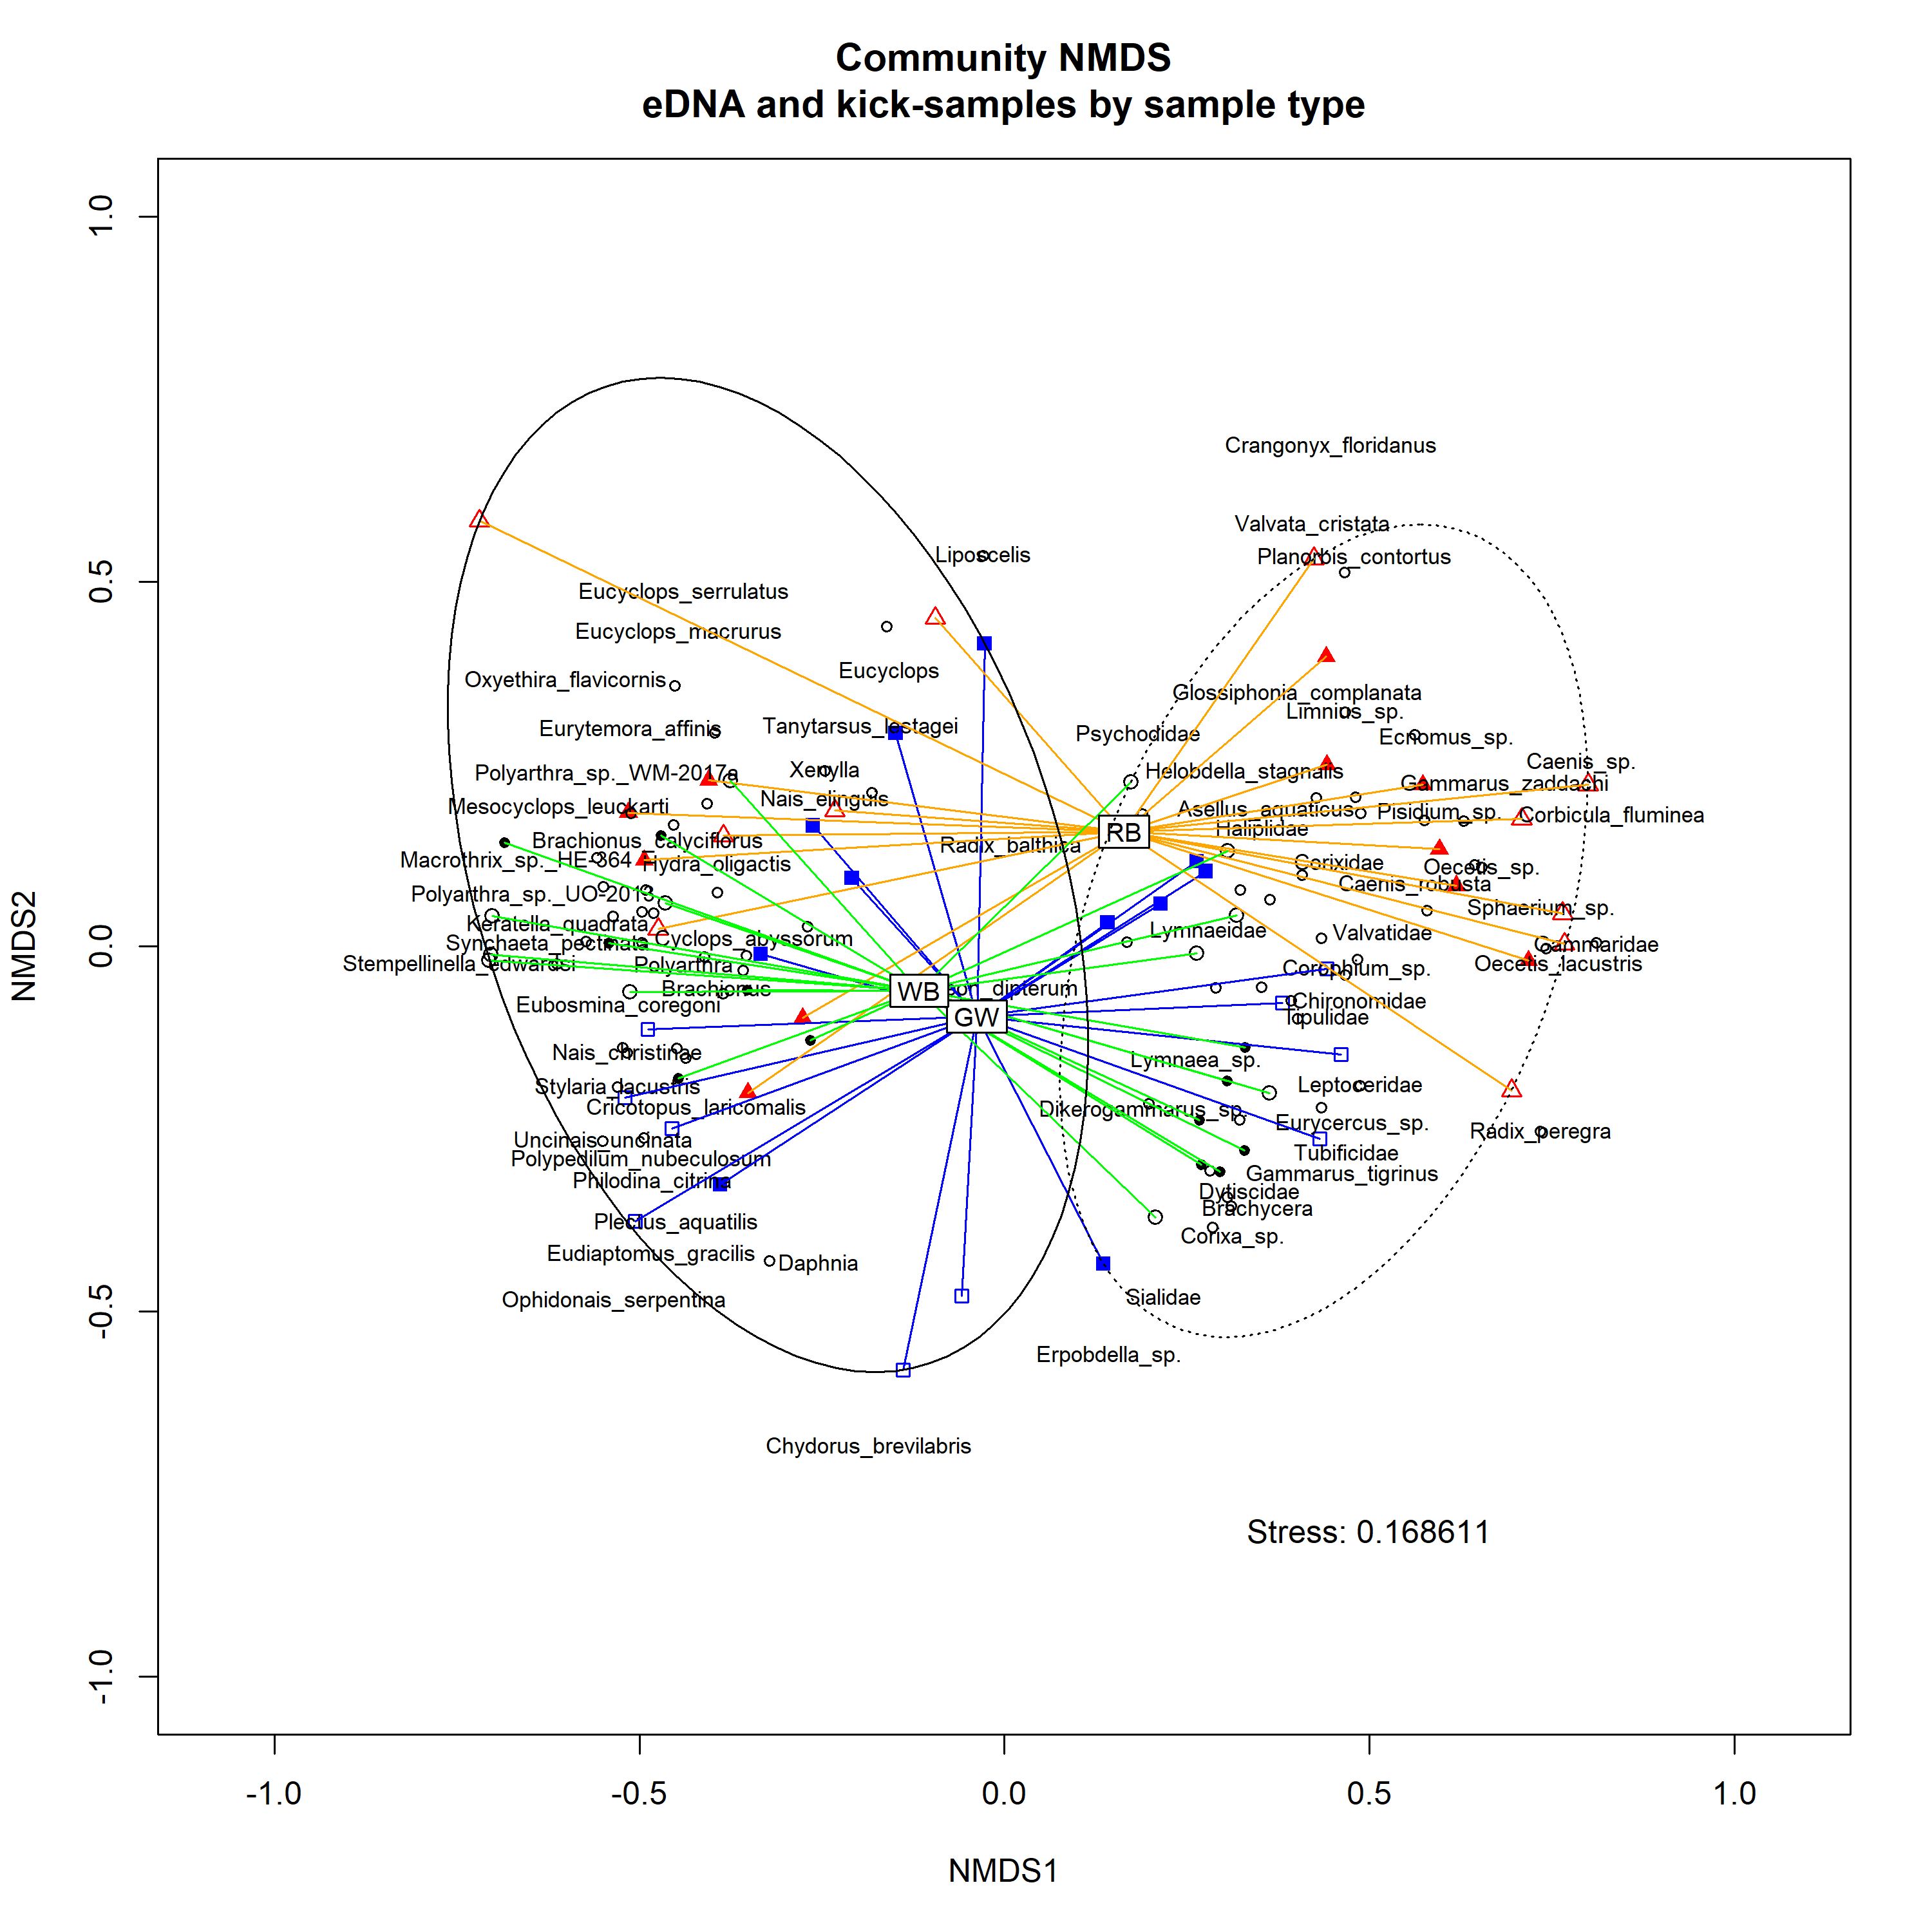 Community NMDS
eDNA and kick-samples by sample type
1.0
0.5
0.0
-0.5
-1.0
NMDS2
Crangonyx_floridanus
Valvata_cristata
Liposcelis
Planorbis_contortus
Eucyclops_serrulatus
Eucyclops_macrurus
Eucyclops
Oxyethira_flavicornis
Glossiphonia_complanata
Limnius_sp.
Eurytemora_affinis
Tanytarsus_lestagei
Psychodidae
Ecnomus_sp.
Caenis_sp.
Polyarthra_sp._WM-2017a
Xenylla
Helobdella_stagnalis
Gammarus_zaddachi
Mesocyclops_leuckarti
Nais_elinguis
Asellus_aquaticus
Pisidium_sp.
Corbicula_fluminea
RB
Haliplidae
Brachionus_calyciflorus
Radix_balthica
Macrothrix_sp._HE-364
Hydra_oligactis
Corixidae
Oecetis_sp.
Polyarthra_sp._UO-2013
Caenis_robusta
Sphaerium_sp.
Keratella_quadrata
Synchaeta_pectinata
Cyclops_abyssorum
Lymnaeidae
Valvatidae
Gammaridae
Stempellinella_edwardsi
Polyarthra
Corophium_sp.
Oecetis_lacustris
Brachionus
WB
eon_dipterum
Eubosmina_coregoni
GW
Chironomidae
Tipulidae
Nais_christinae
Lymnaea_sp.
Stylaria_lacustris
Leptoceridae
Cricotopus_laricomalis
Dikerogammarus_sp.
Eurycercus_sp.
Radix_peregra
Uncinais_uncinata
Polypedilum_nubeculosum
Tubificidae
Philodina_citrina
Gammarus_tigrinus
Dytiscidae
Brachycera
Plectus_aquatilis
Corixa_sp.
Eudiaptomus_gracilis
Daphnia
Ophidonais_serpentina
Sialidae
Erpobdella_sp.
Chydorus_brevilabris
Stress: 0.168611
-1.0 -0.5 0.0 0.5 1.0
NMDS1